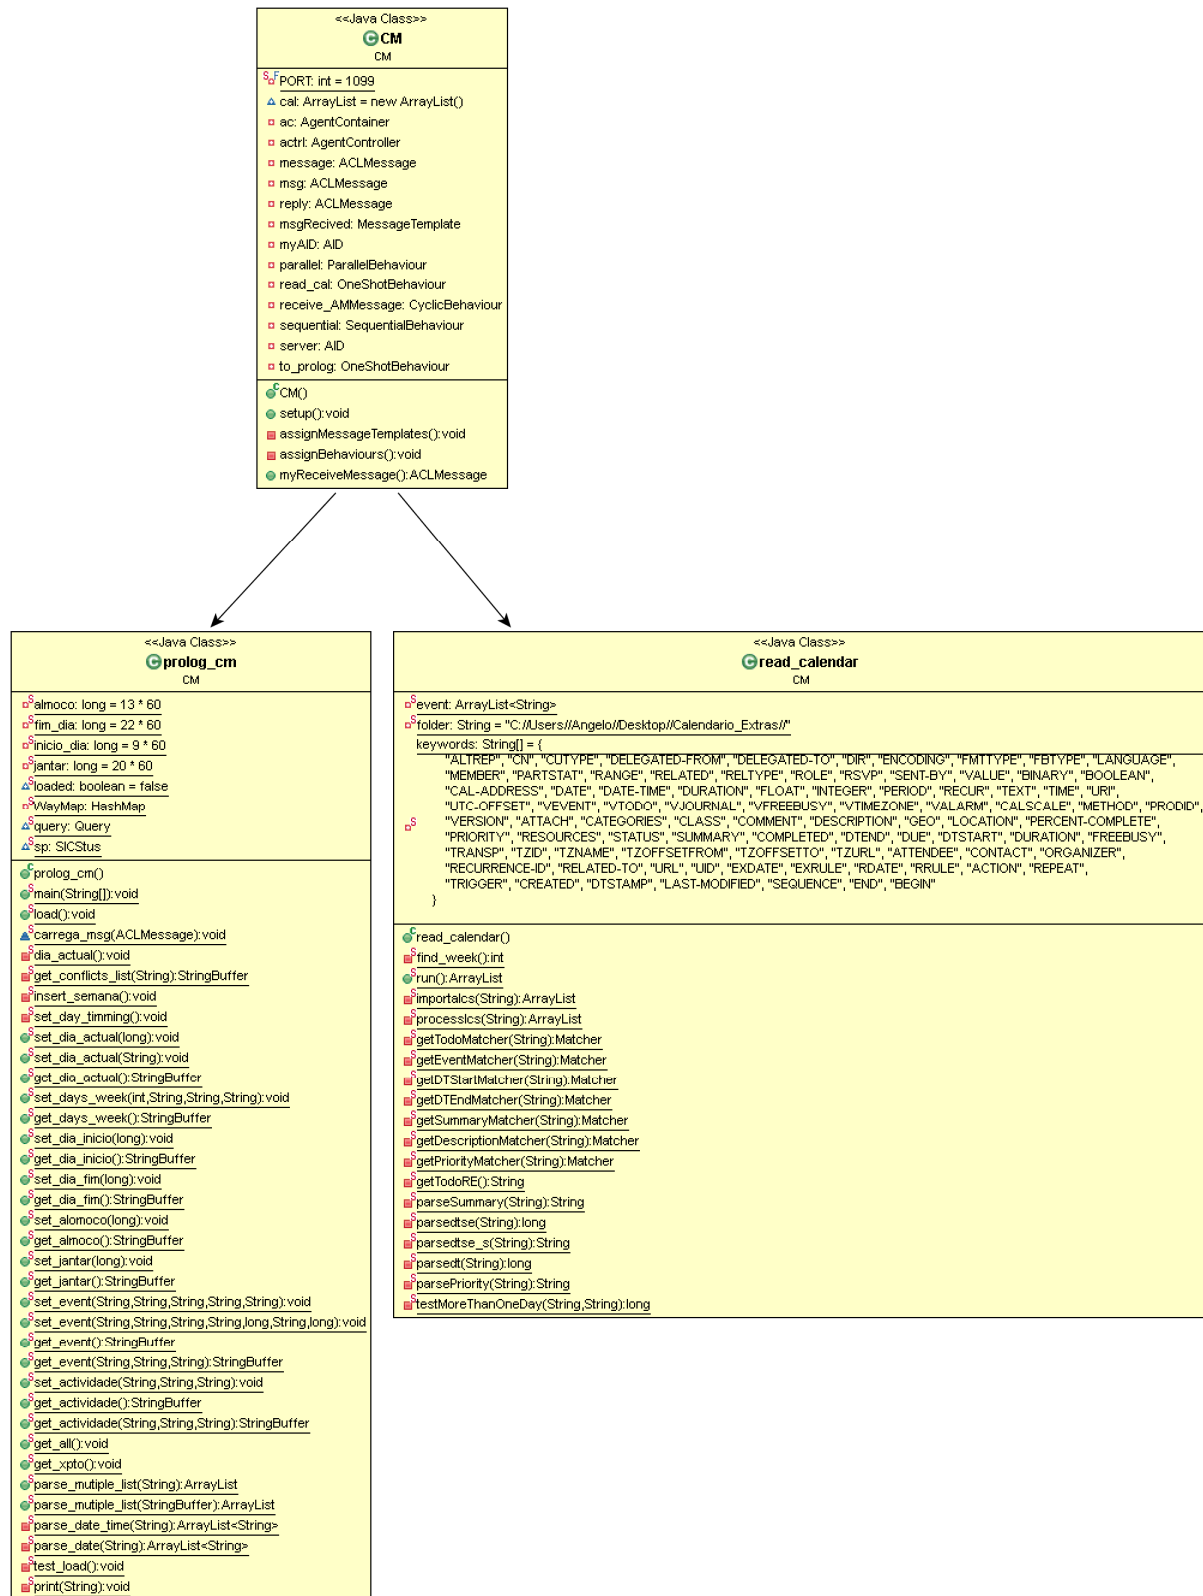 <<Java Class>>
CM
CM
PORT: int = 1099
cal: ArrayList = new ArrayList()
ac: AgentContainer
actrl: AgentController
message: ACLMessage
msg: ACLMessage
reply: ACLMessage
msgRecived: MessageTemplate
myAID: AID
parallel: ParallelBehaviour
read_cal: OneShotBehaviour
receive_AMMessage: CyclicBehaviour
sequential: SequentialBehaviour
server: AID
to_prolog: OneShotBehaviour
CM()
setup():void
assignMessageTemplates():void
assignBehaviours():void
myReceiveMessage():ACLMessage
<<Java Class>>
prolog_cm
CM
almoco: long = 13 * 60
fim_dia: long = 22 * 60
inicio_dia: long = 9 * 60
jantar: long = 20 * 60
loaded: boolean = false
WayMap: HashMap
query: Query
sp: SICStus
prolog_cm()
main(String[]):void
load():void
carrega_msg(ACLMessage):void
dia_actual():void
get_conflicts_list(String):StringBuffer
insert_semana():void
set_day_timming():void
set_dia_actual(long):void
set_dia_actual(String):void
get_dia_actual():StringBuffer
set_days_week(int,String,String,String):void
get_days_week():StringBuffer
set_dia_inicio(long):void
get_dia_inicio():StringBuffer
set_dia_fim(long):void
get_dia_fim():StringBuffer
set_alomoco(long):void
get_almoco():StringBuffer
set_jantar(long):void
get_jantar():StringBuffer
set_event(String,String,String,String,String):void
set_event(String,String,String,String,long,String,long):void
get_event():StringBuffer
get_event(String,String,String):StringBuffer
set_actividade(String,String,String):void
get_actividade():StringBuffer
get_actividade(String,String,String):StringBuffer
get_all():void
get_xpto():void
parse_mutiple_list(String):ArrayList
parse_mutiple_list(StringBuffer):ArrayList
parse_date_time(String):ArrayList<String>
parse_date(String):ArrayList<String>
test_load():void
print(String):void
<<Java Class>>
read_calendar
CM
event: ArrayList<String>
folder: String = "C://Users//Angelo//Desktop//Calendario_Extras//"
keywords: String[] = {
"ALTREP", "CN", "CUTYPE", "DELEGATED-FROM", "DELEGATED-TO", "DIR", "ENCODING", "FMTTYPE", "FBTYPE", "LANGUAGE",
"MEMBER", "PARTSTAT", "RANGE", "RELATED", "RELTYPE", "ROLE", "RSVP", "SENT-BY", "VALUE", "BINARY", "BOOLEAN",
"CAL-ADDRESS", "DATE", "DATE-TIME", "DURATION", "FLOAT", "INTEGER", "PERIOD", "RECUR", "TEXT", "TIME", "URI",
"UTC-OFFSET", "VEVENT", "VTODO", "VJOURNAL", "VFREEBUSY", "VTIMEZONE", "VALARM", "CALSCALE", "METHOD", "PRODID",
"VERSION", "ATTACH", "CATEGORIES", "CLASS", "COMMENT", "DESCRIPTION", "GEO", "LOCATION", "PERCENT-COMPLETE",
"PRIORITY", "RESOURCES", "STATUS", "SUMMARY", "COMPLETED", "DTEND", "DUE", "DTSTART", "DURATION", "FREEBUSY",
"TRANSP", "TZID", "TZNAME", "TZOFFSETFROM", "TZOFFSETTO", "TZURL", "ATTENDEE", "CONTACT", "ORGANIZER",
"RECURRENCE-ID", "RELATED-TO", "URL", "UID", "EXDATE", "EXRULE", "RDATE", "RRULE", "ACTION", "REPEAT",
"TRIGGER", "CREATED", "DTSTAMP", "LAST-MODIFIED", "SEQUENCE", "END", "BEGIN"
}
read_calendar()
find_week():int
run():ArrayList
importaIcs(String):ArrayList
processIcs(String):ArrayList
getTodoMatcher(String):Matcher
getEventMatcher(String):Matcher
getDTStartMatcher(String):Matcher
getDTEndMatcher(String):Matcher
getSummaryMatcher(String):Matcher
getDescriptionMatcher(String):Matcher
getPriorityMatcher(String):Matcher
getTodoRE():String
parseSummary(String):String
parsedtse(String):long
parsedtse_s(String):String
parsedt(String):long
parsePriority(String):String
testMoreThanOneDay(String,String):long